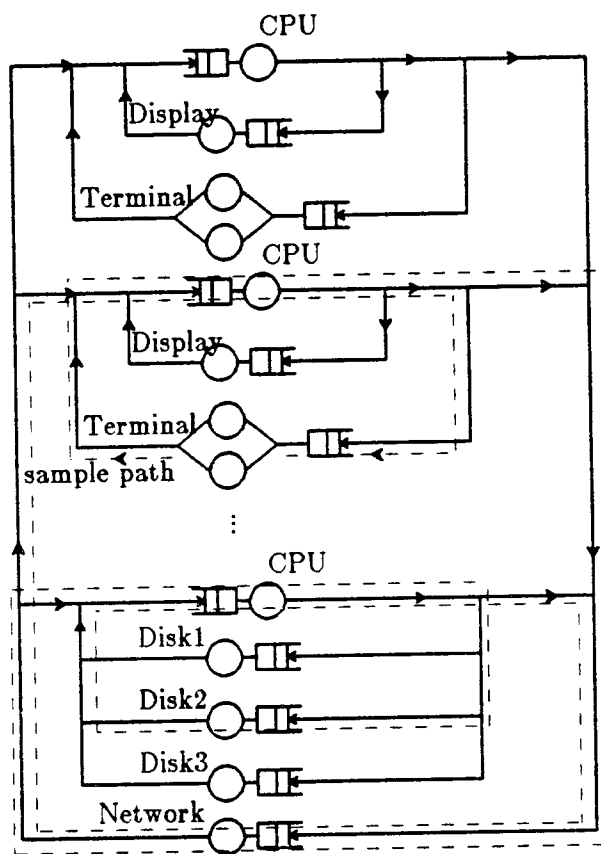 CPU
Display
Terminal
CPU
Display
Terminal
sample path
...
CPU
Disk1
Disk2
Disk3
Network